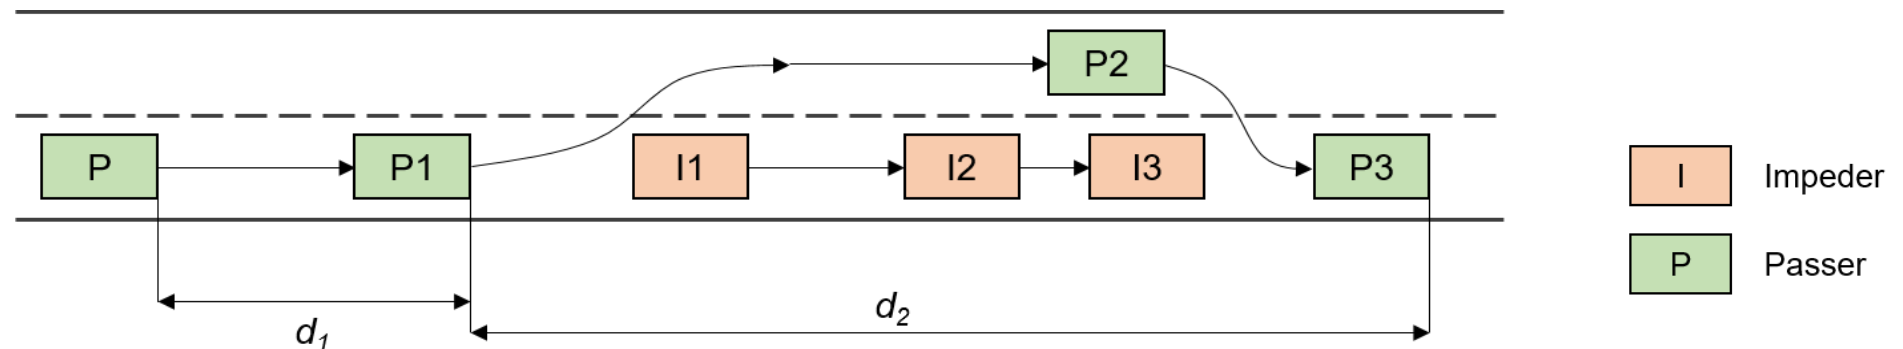 P2
P P1 I1 I2 I3 P3
I Impeder
P Passer
d1
d2